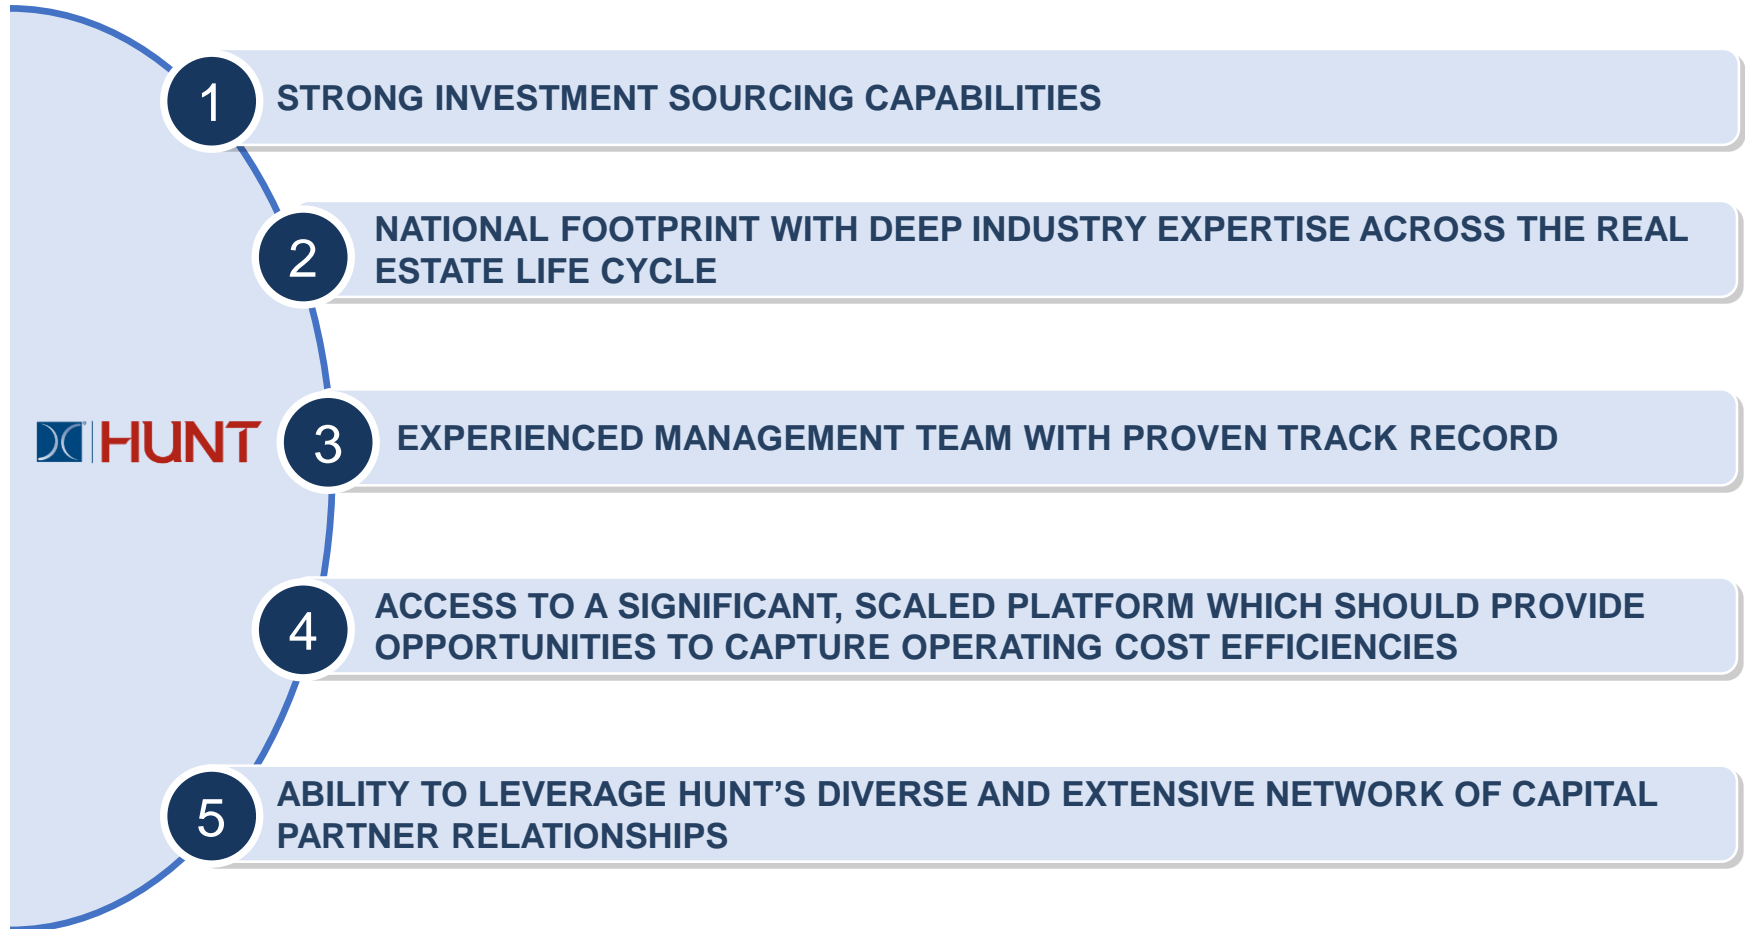 1
STRONG INVESTMENT SOURCING CAPABILITIES
2
NATIONAL FOOTPRINT WITH DEEP INDUSTRY EXPERTISE ACROSS THE REAL
ESTATE LIFE CYCLE
HUNT
3
EXPERIENCED MANAGEMENT TEAM WITH PROVEN TRACK RECORD
4
ACCESS TO A SIGNIFICANT, SCALED PLATFORM WHICH SHOULD PROVIDE
OPPORTUNITIES TO CAPTURE OPERATING COST EFFICIENCIES
5
ABILITY TO LEVERAGE HUNT’S DIVERSE AND EXTENSIVE NETWORK OF CAPITAL
PARTNER RELATIONSHIPS